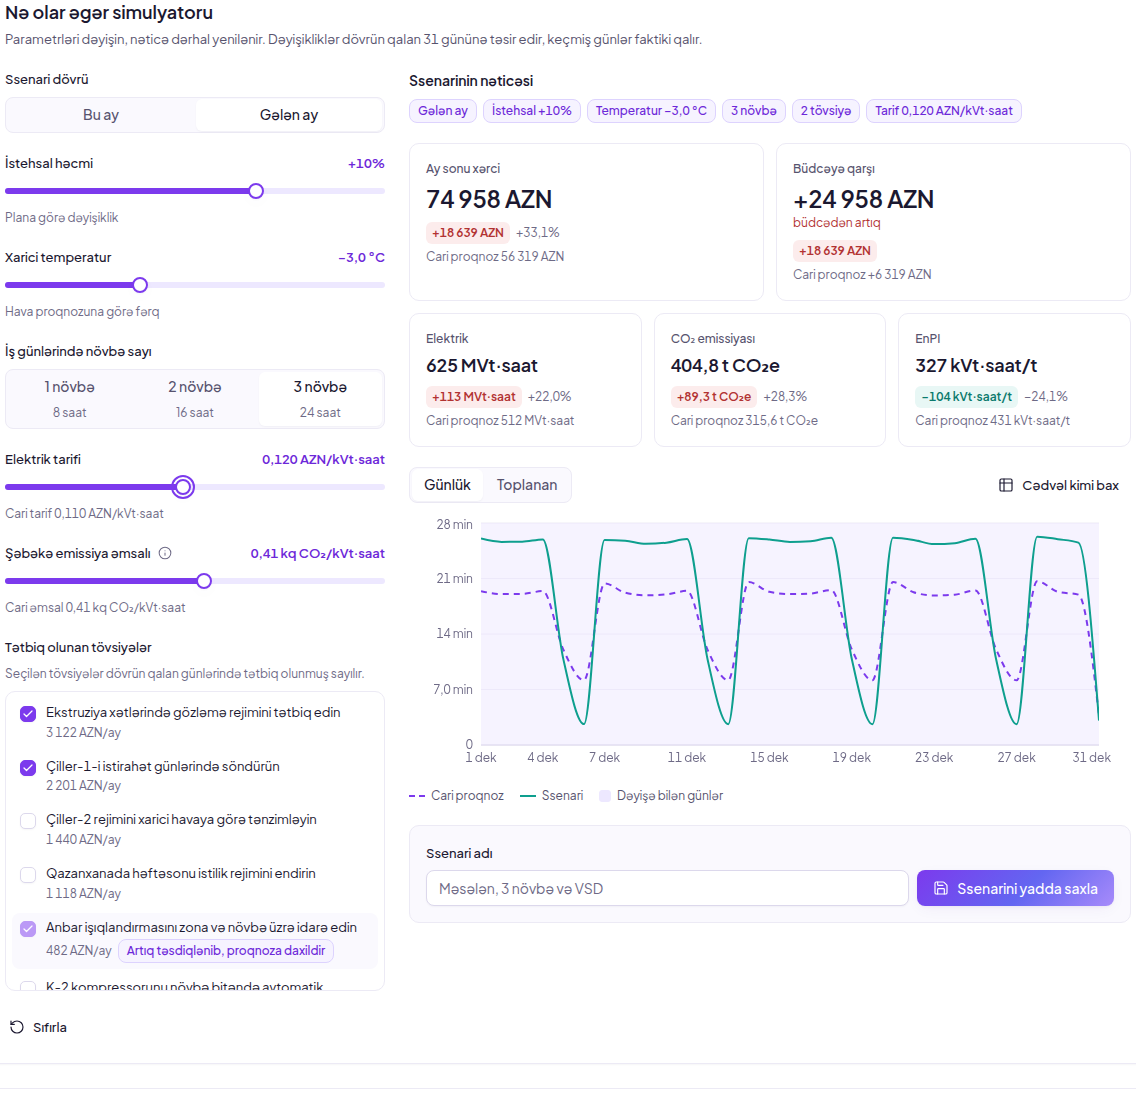 Nə olar əgər simulyatoru
Parametrləri dəyişin, nəticə dərhal yenilənir. Dəyişikliklər dövrün qalan 31 gününə təsir edir, keçmiş günlər faktiki qalır.
Ssenari dövrü
Bu ay
Gələn ay
İstehsal həcmi
+10%
Plana görə dəyişiklik
Xarici temperatur
−3,0 °C
Hava proqnozuna görə fərq
İş günlərində növbə sayı
1 növbə
2 növbə
3 növbə
8 saat
16 saat
24 saat
Elektrik tarifi
0,120 AZN/kVt·saat
Cari tarif 0,110 AZN/kVt·saat
Şəbəkə emissiya əmsalı
0,41 kq CO₂/kVt·saat
Cari əmsal 0,41 kq CO₂/kVt·saat
Tətbiq olunan tövsiyələr
Seçilən tövsiyələr dövrün qalan günlərində tətbiq olunmuş sayılır.
Ekstruziya xətlərində gözləmə rejimini tətbiq edin
3 122 AZN/ay
Çiller-1-i istirahət günlərində söndürün
2 201 AZN/ay
Çiller-2 rejimini xarici havaya görə tənzimləyin
1 440 AZN/ay
Qazanxanada həftəsonu istilik rejimini endirin
1 118 AZN/ay
Anbar işıqlandırmasını zona və növbə üzrə idarə edin
482 AZN/ay
Artıq təsdiqlənib, proqnoza daxildir
K-2 kompressorunu növbə bitəndə avtomatik
Sıfırla
Ssenarinin nəticəsi
Gələn ay
İstehsal +10%
Temperatur −3,0 °C
3 növbə
2 tövsiyə
Tarif 0,120 AZN/kVt·saat
Ay sonu xərci
74 958 AZN
+18 639 AZN
+33,1%
Cari proqnoz 56 319 AZN
Büdcəyə qarşı
+24 958 AZN
büdcədən artıq
+18 639 AZN
Cari proqnoz +6 319 AZN
Elektrik
625 MVt·saat
+113 MVt·saat
+22,0%
Cari proqnoz 512 MVt·saat
CO₂ emissiyası
404,8 t CO₂e
+89,3 t CO₂e
+28,3%
Cari proqnoz 315,6 t CO₂e
EnPI
327 kVt·saat/t
−104 kVt·saat/t
−24,1%
Cari proqnoz 431 kVt·saat/t
Günlük
Toplanan
Cədvəl kimi bax
28 min
21 min
14 min
7,0 min
0
1 dek
4 dek
7 dek
11 dek
15 dek
19 dek
23 dek
27 dek
31 dek
Cari proqnoz
Ssenari
Dəyişə bilən günlər
Ssenari adı
Məsələn, 3 növbə və VSD
Ssenarini yadda saxla